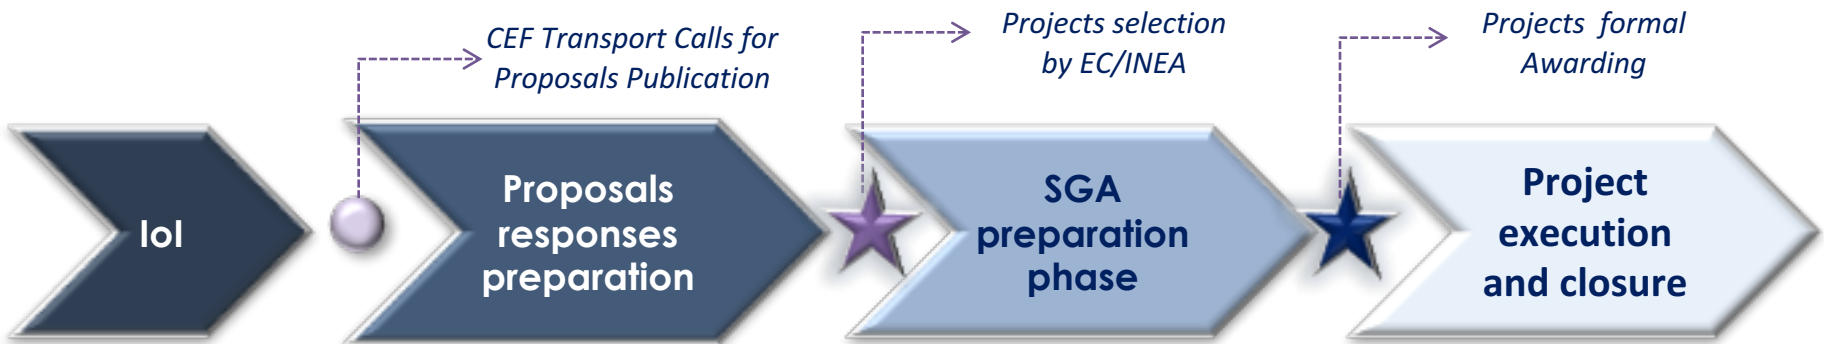 CEF Transport Calls for
Proposals Publication
Projects selection
by EC/INEA
Projects formal
Awarding
lol
Proposals
responses
preparation
SGA
preparation
phase
Project
execution
and closure